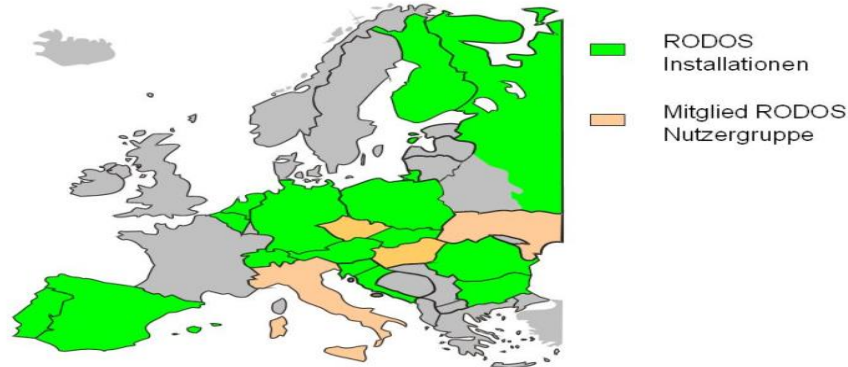 RODOS
Installationen
Mitglied RODOS
Nutzergruppe